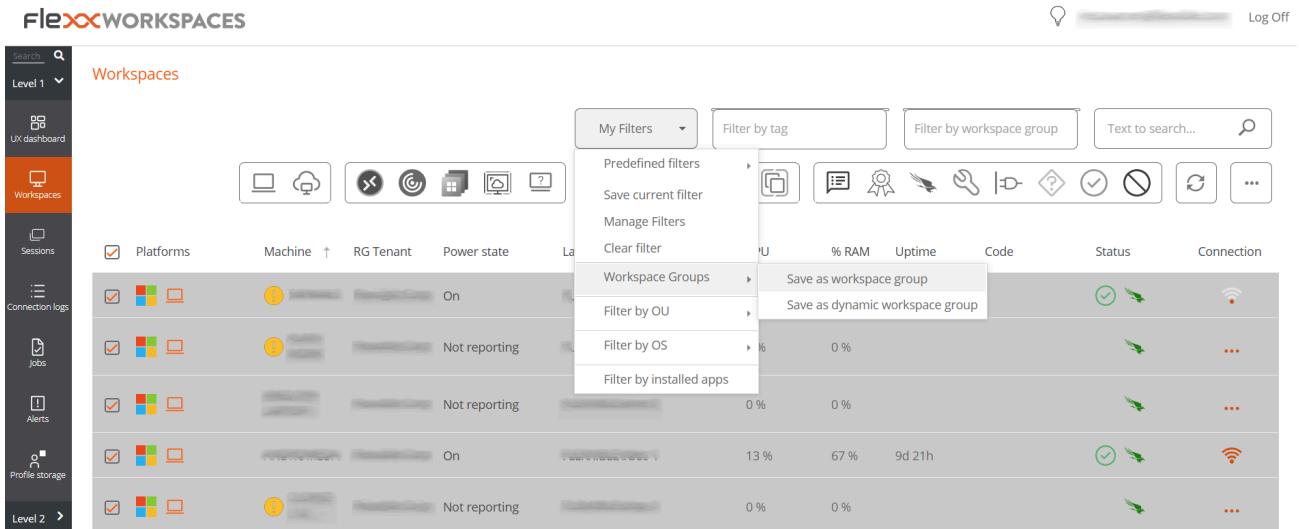 FlexxWORKSPACES
Log Off
Search
Level 1
UX dashboard
Workspaces
Sessions
Connection logs
Jobs
Alerts
Profile storage
Level 2
Workspaces
My Filters
Filter by tag
Filter by workspace group
Text to search...
Predefined filters
Save current filter
Manage Filters
Clear filter
Workspace Groups
Filter by OU
Filter by OS
Filter by installed apps
Save as workspace group
Save as dynamic workspace group
Platforms Machine RG Tenant Power state La PU % RAM Uptime Code Status Connection
On
Not reporting % 0 %
Not reporting 0 % 0 %
On 13 % 67 % 9d 21h
Not reporting 0 % 0 %